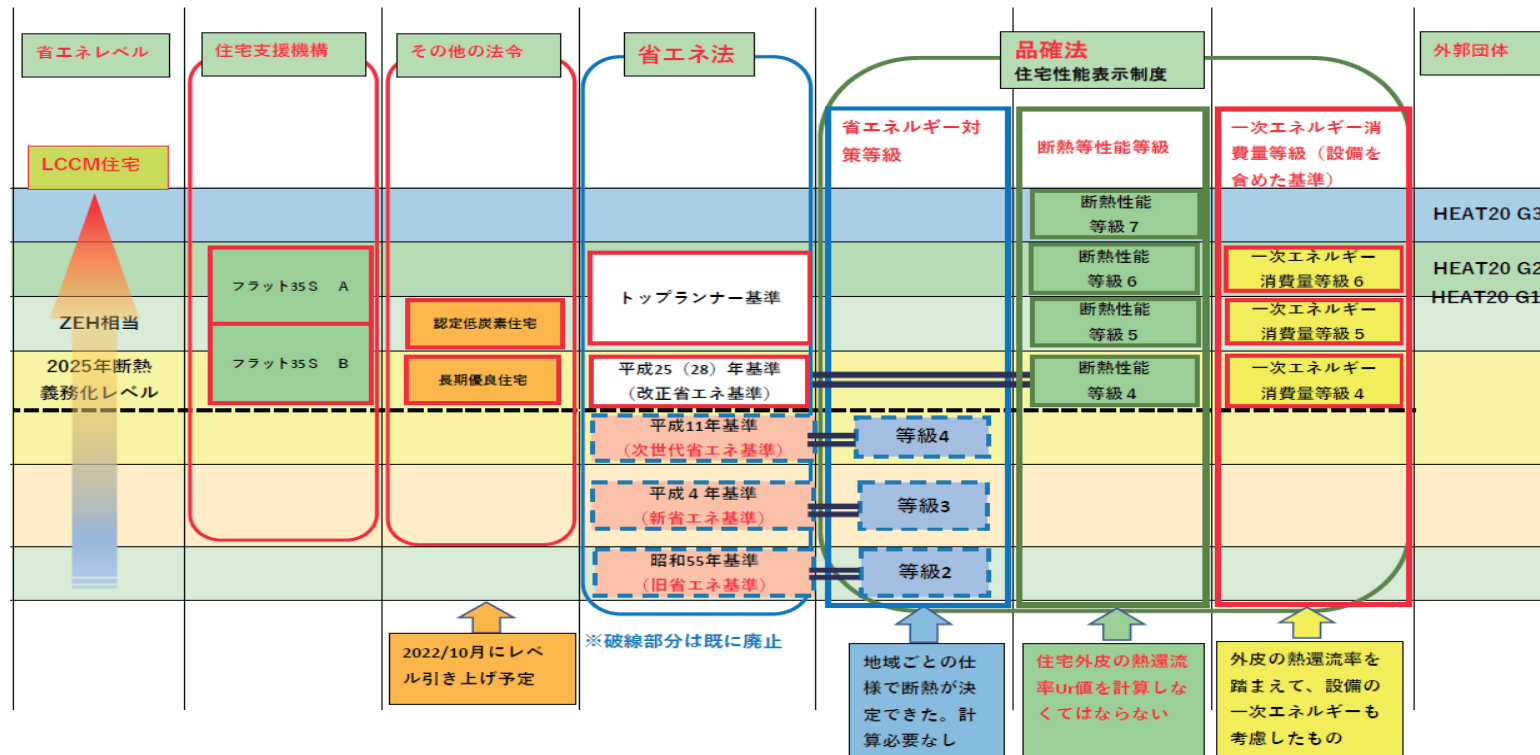 省エネレベル
住宅支援機構
その他の法令
省エネ法
品確法
住宅性能表示制度
外郭団体
LCCM住宅
省エネルギー対
策等級
断熱等性能等級
一次エネルギー消
費量等級（設備を
含めた基準）
断熱性能
等級７
HEAT20 G3
フラット35Ｓ　A
トップランナー基準
断熱性能
等級6
一次エネルギー
消費量等級６
HEAT20 G2
HEAT20 G1
ZEH相当
認定低炭素住宅
断熱性能
等級5
一次エネルギー
消費量等級５
2025年断熱
義務化レベル
フラット35Ｓ　B
長期優良住宅
平成25（28）年基準
（改正省エネ基準）
断熱性能
等級4
一次エネルギー
消費量等級４
平成11年基準
（次世代省エネ基準）
等級4
平成４年基準
（新省エネ基準）
等級3
昭和55年基準
（旧省エネ基準）
等級2
※破線部分は既に廃止
2022/10月にレベ
ル引き上げ予定
地域ごとの仕
様で断熱が決
定できた。計
算必要なし
住宅外皮の熱還流
率Ur値を計算しな
くてはならない
外皮の熱還流率を
踏まえて、設備の
一次エネルギーも
考慮したもの